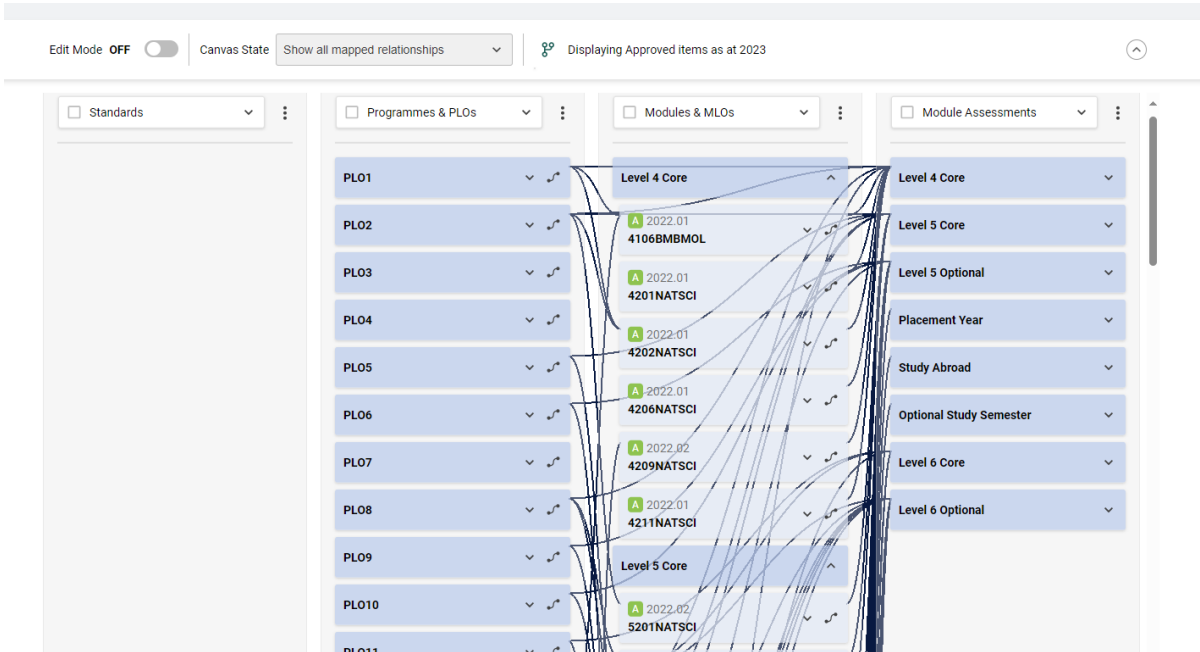 Edit Mode OFF Canvas State Show all mapped relationships Displaying Approved items as at 2023
Standards
Programmes & PLOs
PLO1
PLO2
PLO3
PLO4
PLO5
PLO6
PLO7
PLO8
PLO9
PLO10
PLO11
Modules & MLOs
Level 4 Core
A 2022.01
4106BMBMOL
A 2022.01
4201NATSCI
A 2022.01
4202NATSCI
A 2022.01
4206NATSCI
A 2022.02
4209NATSCI
A 2022.01
4211NATSCI
Level 5 Core
A 2022.02
5201NATSCI
Module Assessments
Level 4 Core
Level 5 Core
Level 5 Optional
Placement Year
Study Abroad
Optional Study Semester
Level 6 Core
Level 6 Optional